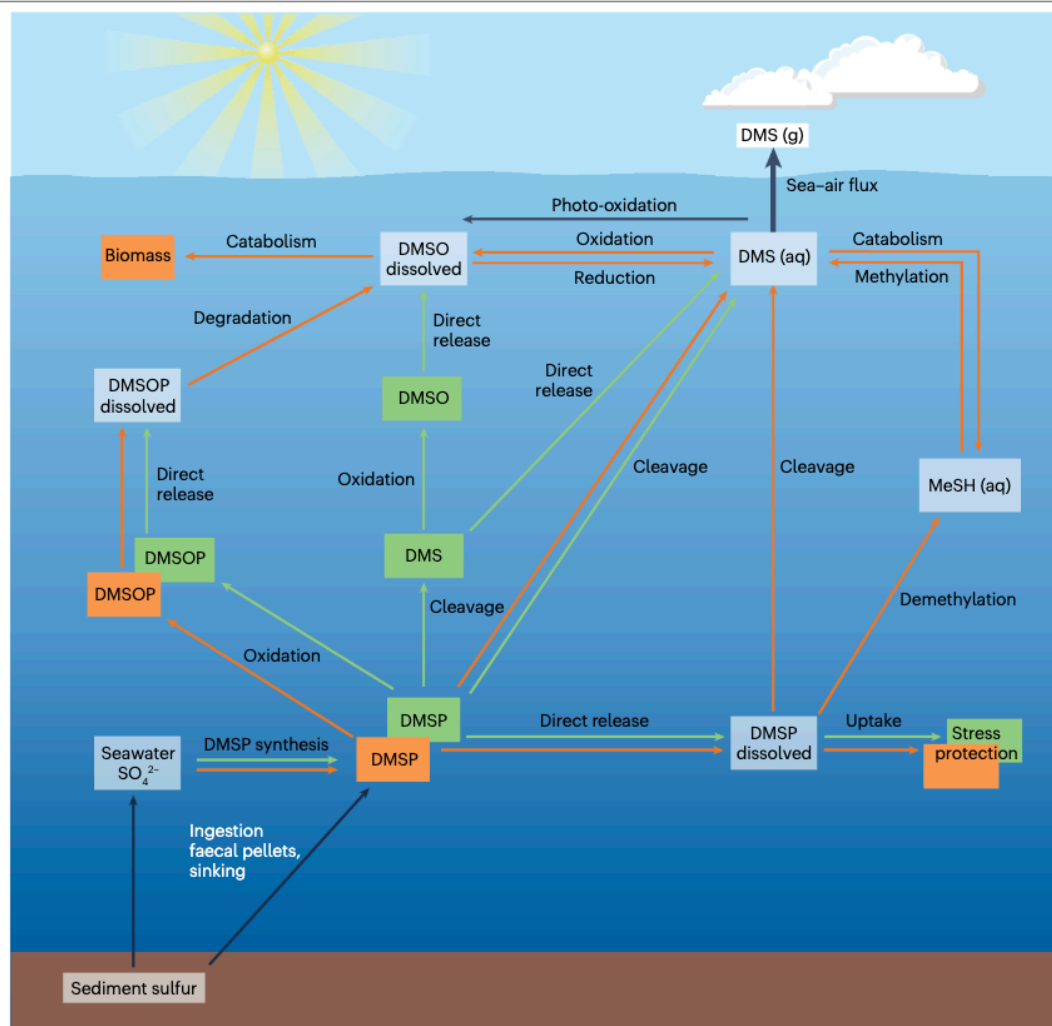 DMS (g)
Sea–air flux
Photo-oxidation
Biomass
Catabolism
DMSO
dissolved
Oxidation
Reduction
DMS (aq)
Catabolism
Methylation
Degradation
Direct
release
DMSOP
dissolved
DMSO
Direct
release
Direct
release
Oxidation
Cleavage
Cleavage
MeSH (aq)
DMSOP
DMSOP
DMS
Cleavage
Demethylation
Oxidation
DMSP
DMSP
Direct release
DMSP
dissolved
Uptake
Stress
protection
Seawater
SO₄²⁻
DMSP synthesis
Ingestion
faecal pellets,
sinking
Sediment sulfur